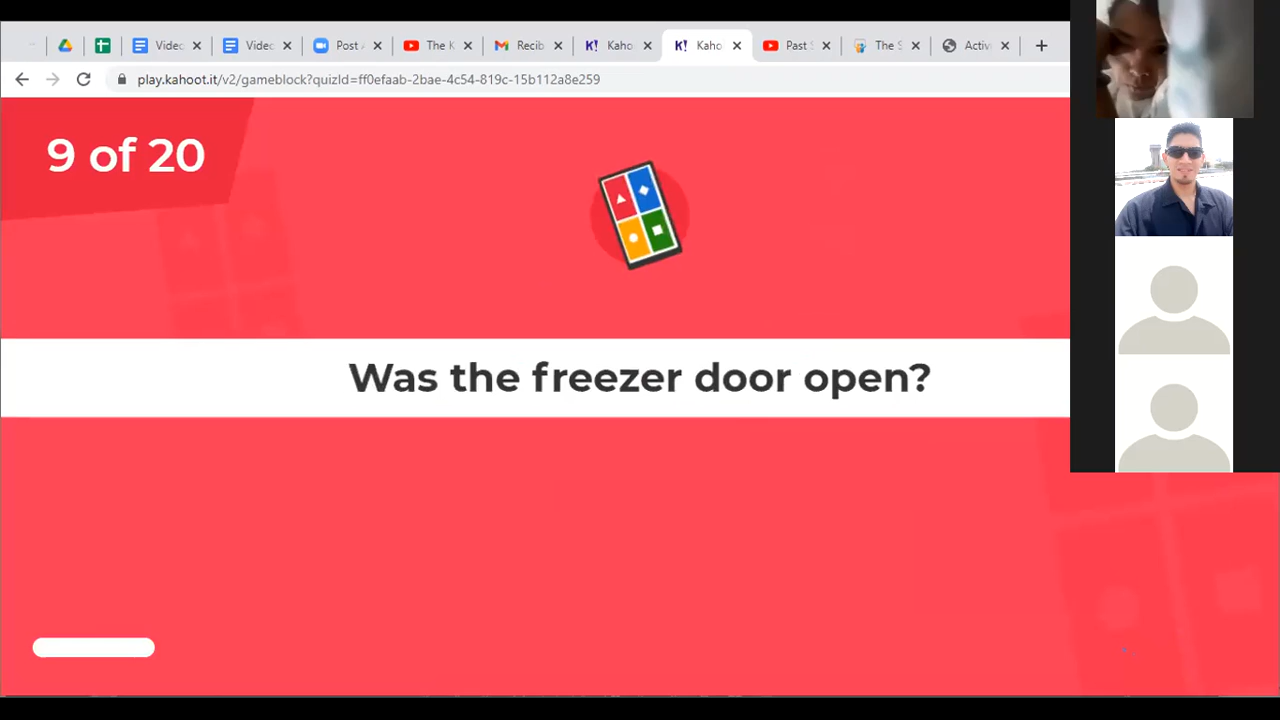 Video
Video
Post A
The K
Recib
Kaho
Kaho
Past S
The S
Activi
play.kahoot.it/v2/gameblock?quizId=ff0efaab-2bae-4c54-819c-15b112a8e259
9 of 20
Was the freezer door open?